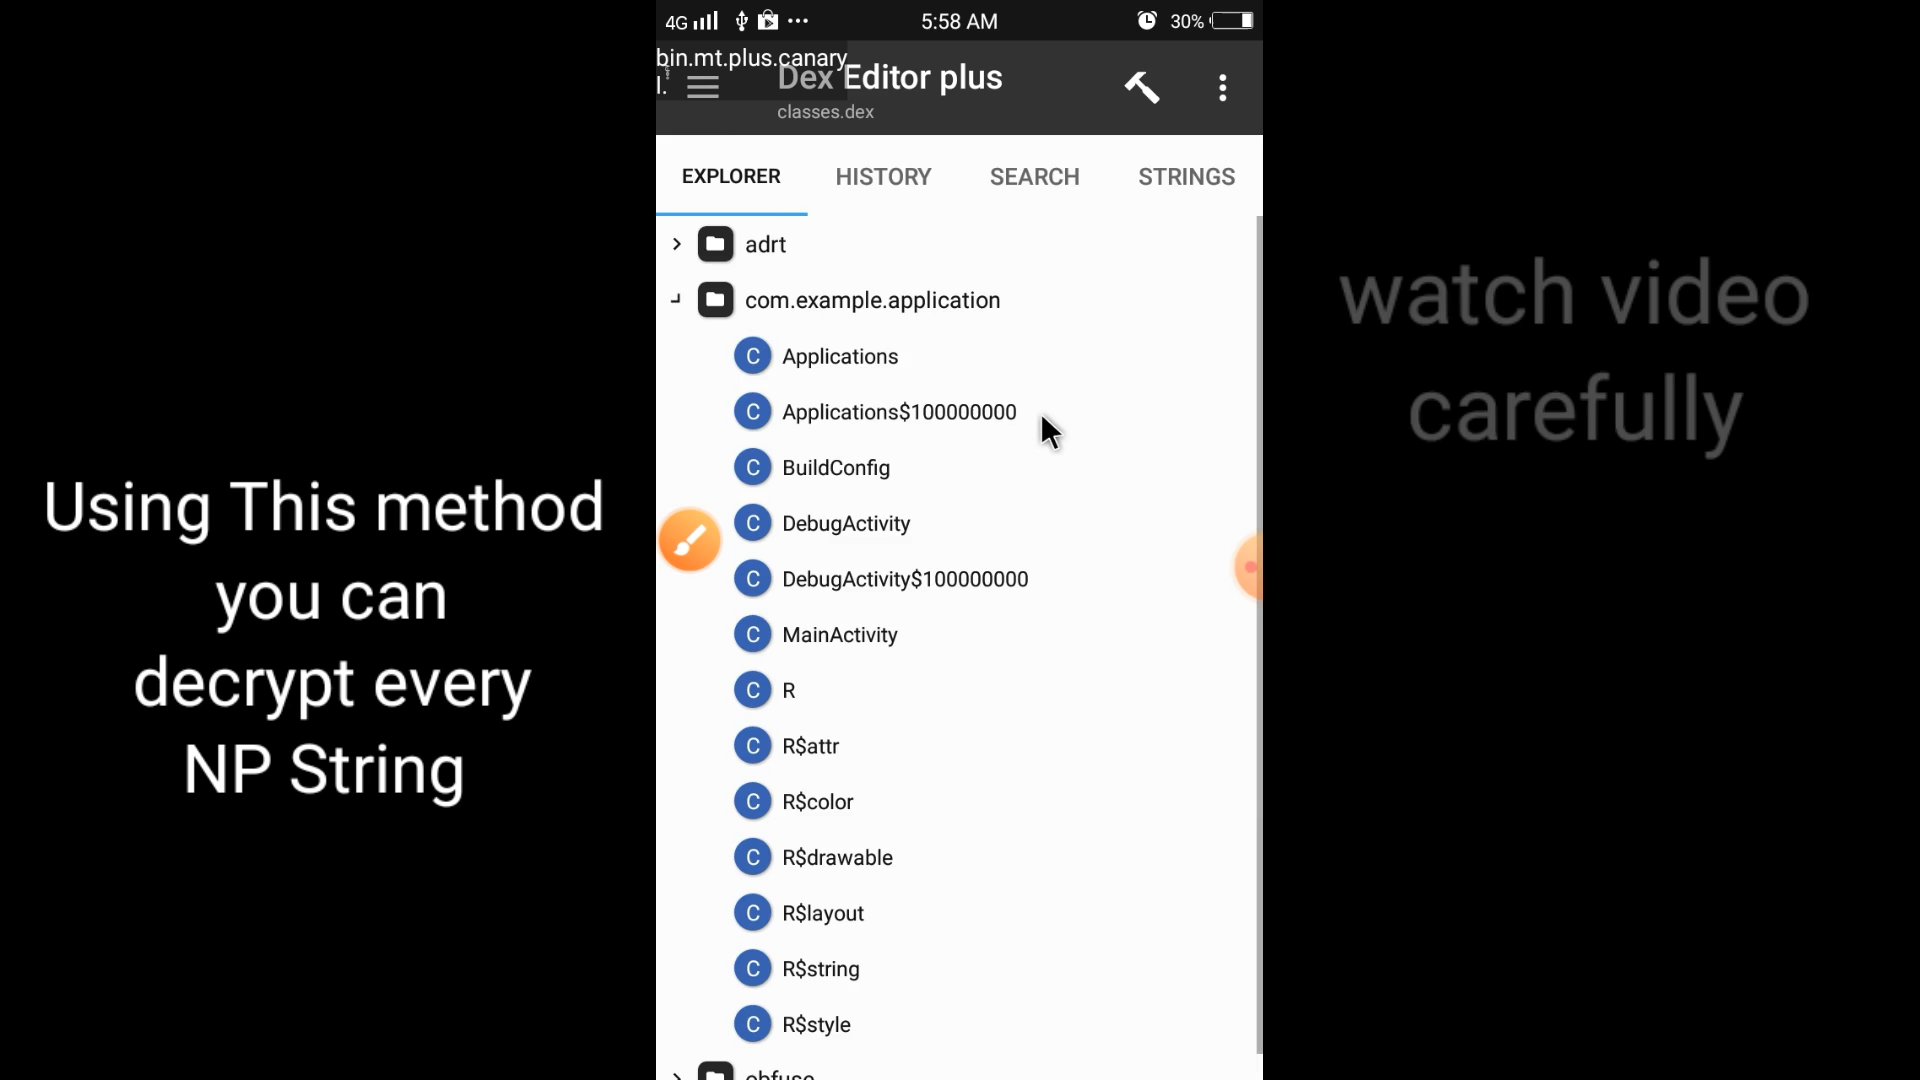 Using This method
you can
decrypt every
NP String
4G
5:58 AM
30%
bin.mt.plus.canary
Dex Editor plus
classes.dex
EXPLORER
HISTORY
SEARCH
STRINGS
adrt
com.example.application
C Applications
C Applications$100000000
C BuildConfig
C DebugActivity
C DebugActivity$100000000
C MainActivity
C R
C R$attr
C R$color
C R$drawable
C R$layout
C R$string
C R$style
watch video
carefully